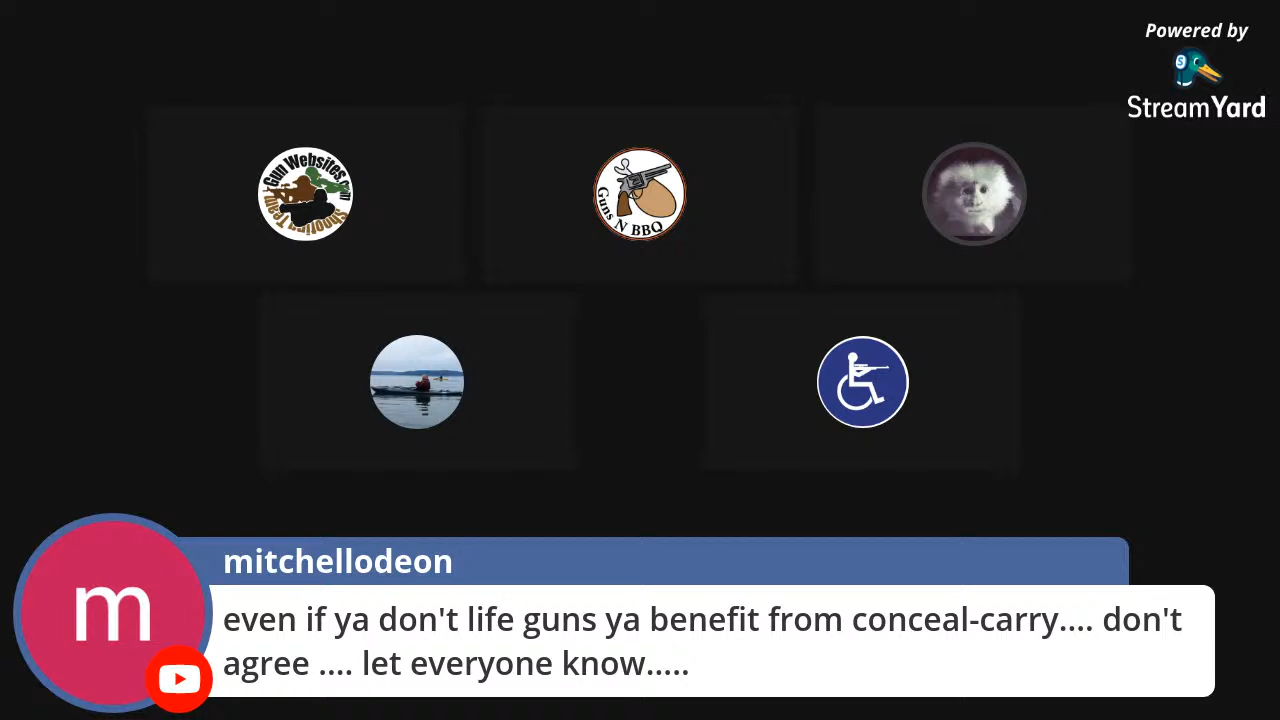 Powered by
StreamYard
Gun Websites.com
Shooting Team
Guns N BBQ
mitchellodeon
m
even if ya don't life guns ya benefit from conceal-carry.... don't
agree .... let everyone know.....